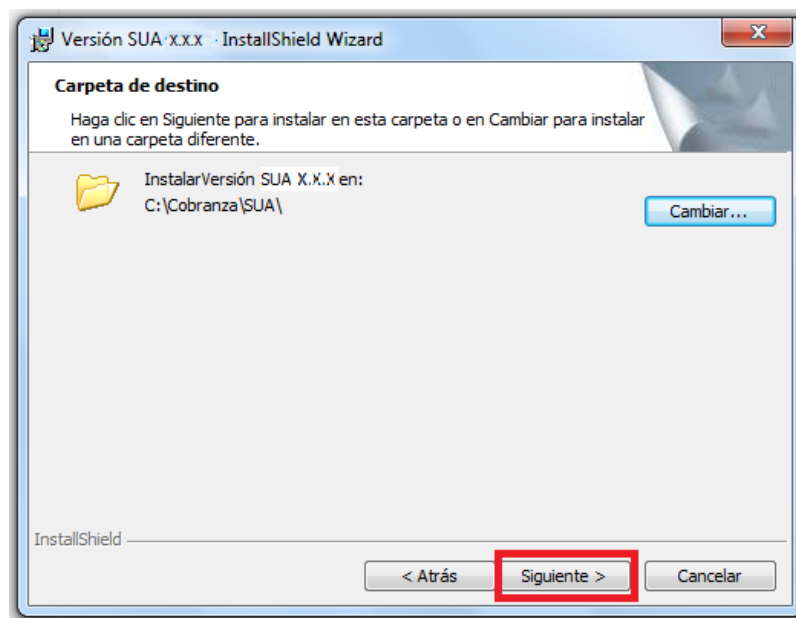 Versión SUA x.x.x - InstallShield Wizard
Carpeta de destino
Haga clic en Siguiente para instalar en esta carpeta o en Cambiar para instalar
en una carpeta diferente.
InstalarVersión SUA X.X.X en:
C:\Cobranza\SUA\
Cambiar...
InstallShield
< Atrás
Siguiente >
Cancelar